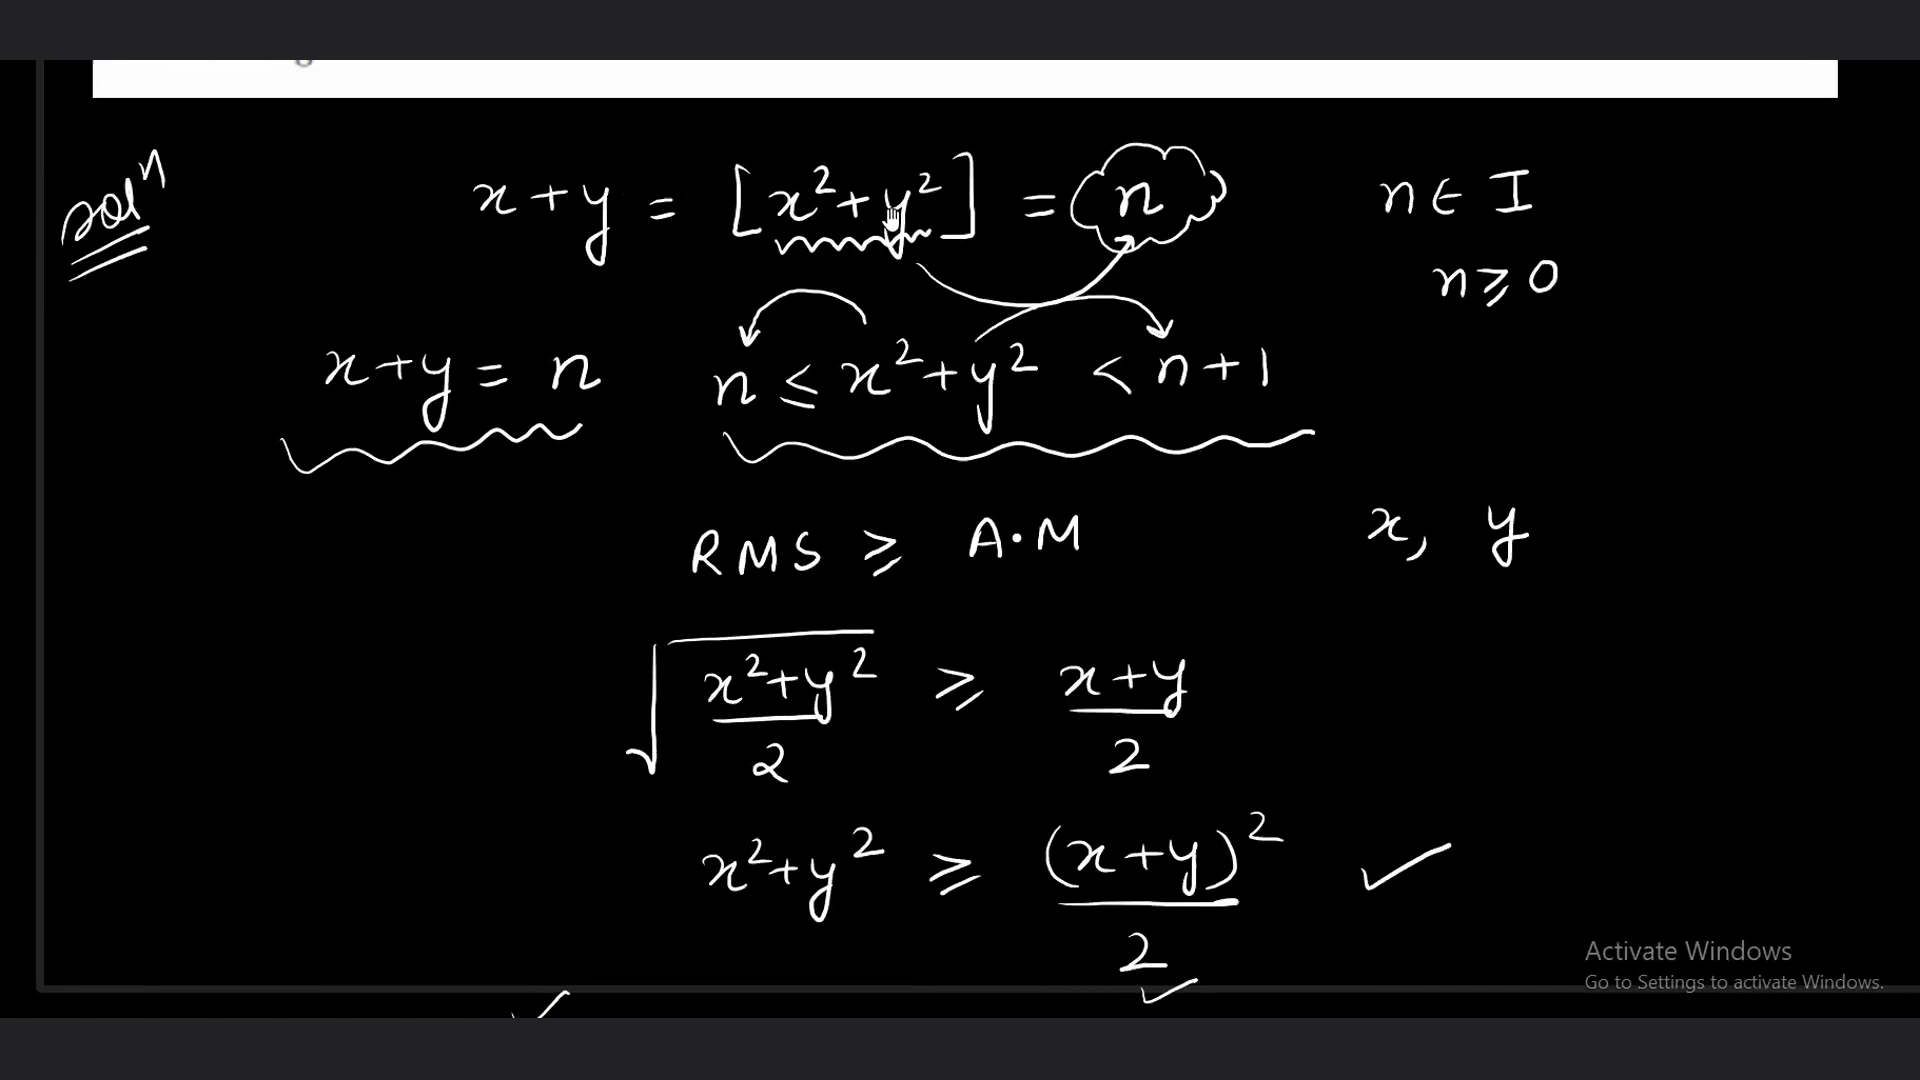 solⁿ
x + y = [x² + y²] = n n ∈ I
n ≥ 0
x + y = n n ≤ x² + y² < n + 1
RMS ≥ A.M x, y
√(x² + y²/2) ≥ x + y/2
x² + y² ≥ (x + y)²/2
Activate Windows
Go to Settings to activate Windows.